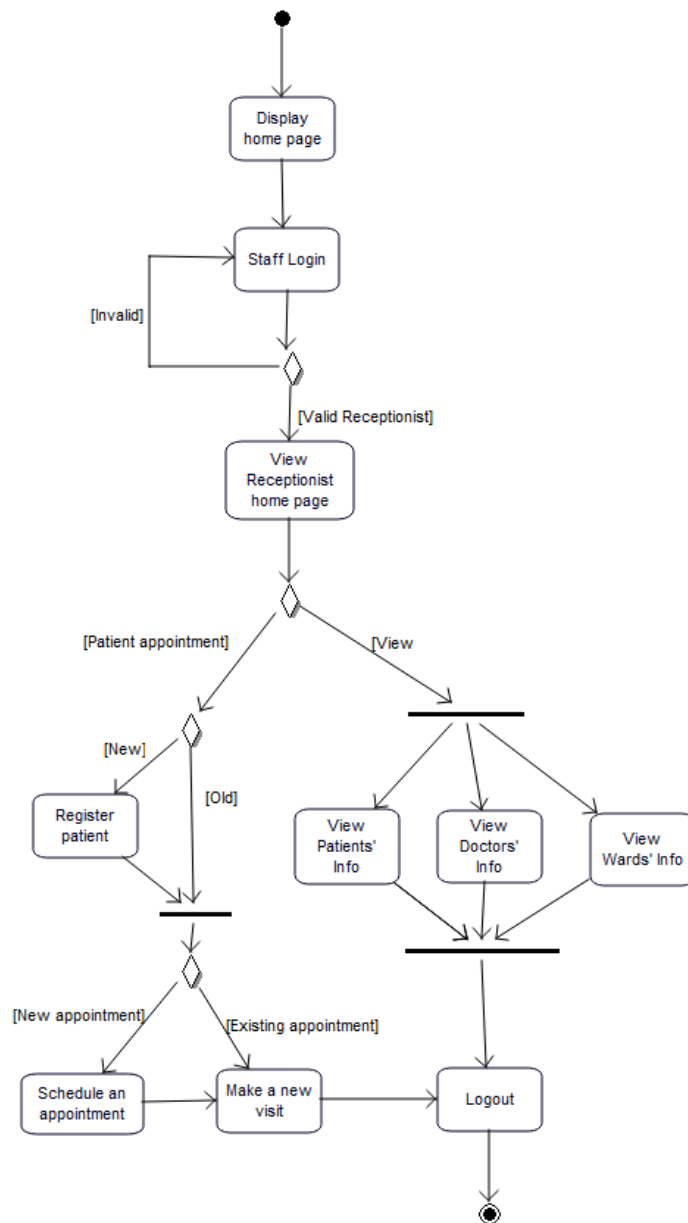 Display
home page
Staff Login
[Invalid]
[Valid Receptionist]
View
Receptionist
home page
[Patient appointment]
[View
[New]
[Old]
Register
patient
View
Patients'
Info
View
Doctors'
Info
View
Wards' Info
[New appointment]
[Existing appointment]
Schedule an
appointment
Make a new
visit
Logout